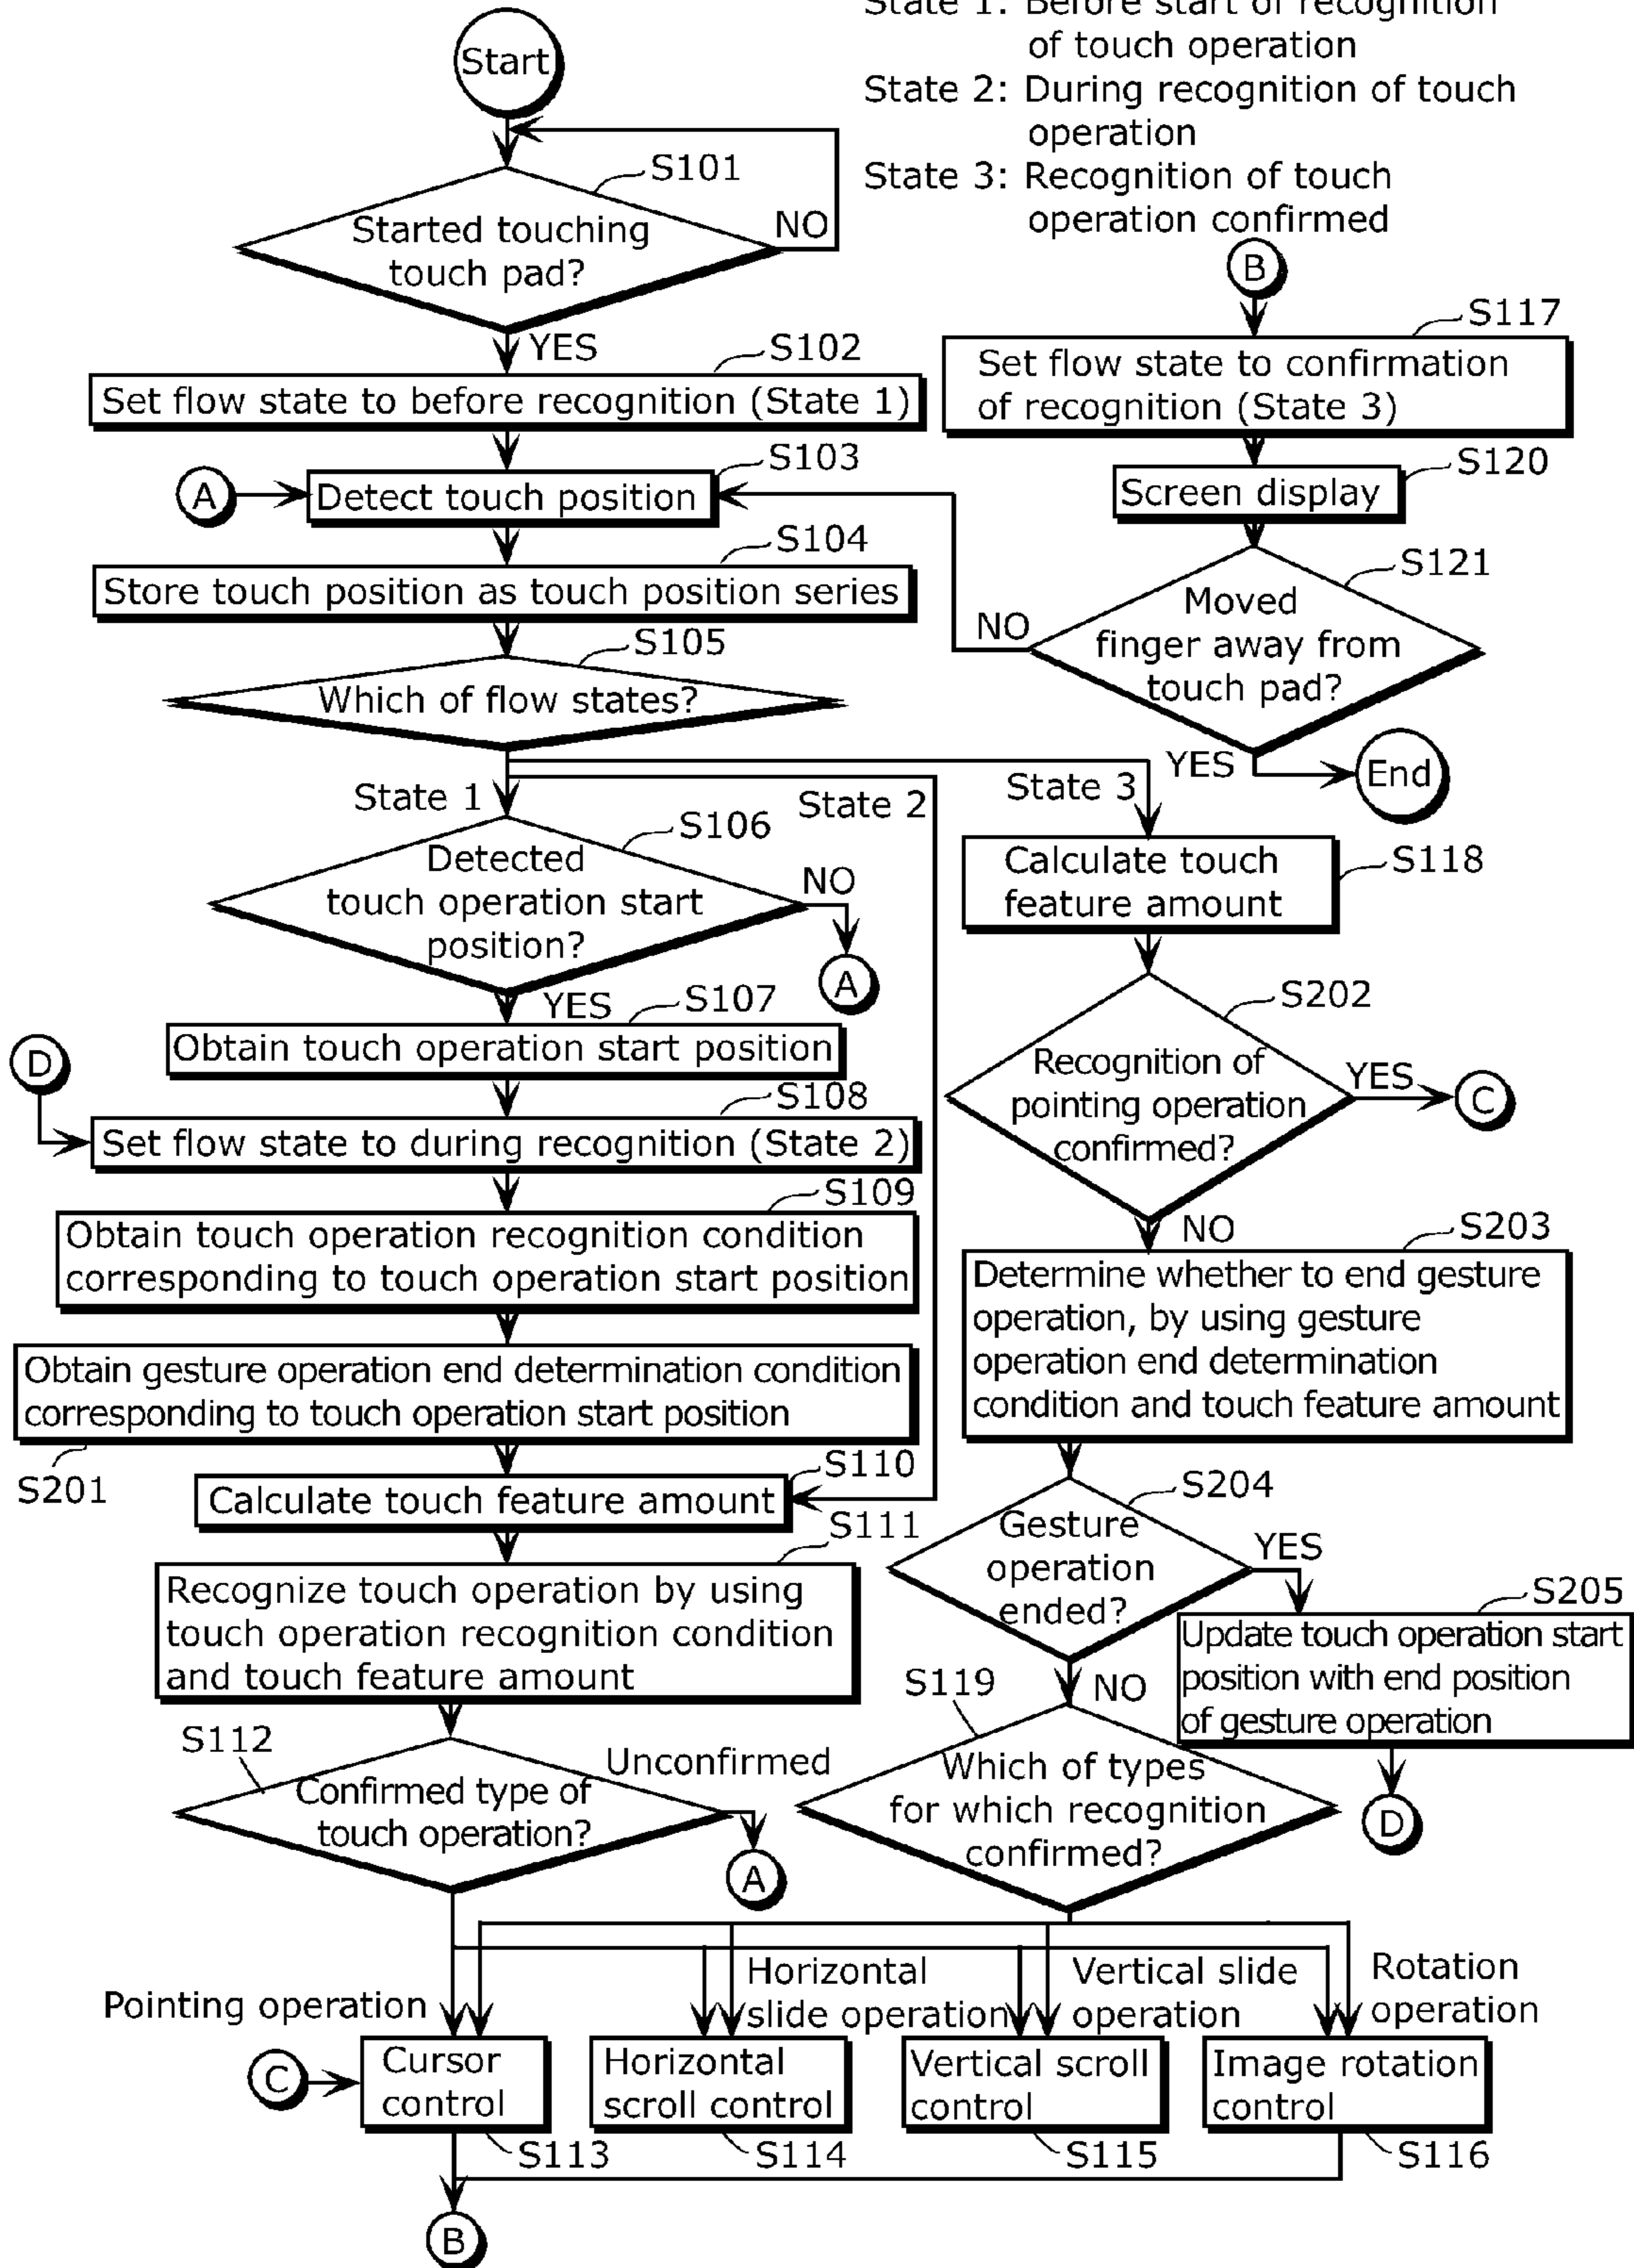 State 1: Before start of recognition
of touch operation
State 2: During recognition of touch
operation
State 3: Recognition of touch
operation confirmed
Start
S101
Started touching
touch pad?
NO
YES
S102
Set flow state to before recognition (State 1)
A
S103
Detect touch position
S104
Store touch position as touch position series
S105
Which of flow states?
State 1
State 2
State 3
S106
Detected
touch operation start
position?
NO
A
YES
S107
Obtain touch operation start position
D
S108
Set flow state to during recognition (State 2)
S109
Obtain touch operation recognition condition
corresponding to touch operation start position
Obtain gesture operation end determination condition
corresponding to touch operation start position
S201
S110
Calculate touch feature amount
S111
Recognize touch operation by using
touch operation recognition condition
and touch feature amount
S112
Confirmed type of
touch operation?
Unconfirmed
A
B
S117
Set flow state to confirmation
of recognition (State 3)
S120
Screen display
S121
Moved
finger away from
touch pad?
NO
YES
End
S118
Calculate touch
feature amount
S202
Recognition of
pointing operation
confirmed?
YES
C
NO
S203
Determine whether to end gesture
operation, by using gesture
operation end determination
condition and touch feature amount
S204
Gesture
operation
ended?
YES
S205
Update touch operation start
position with end position
of gesture operation
D
NO
S119
Which of types
for which recognition
confirmed?
Pointing operation
Horizontal
slide operation
Vertical slide
operation
Rotation
operation
C
Cursor
control
S113
Horizontal
scroll control
S114
Vertical scroll
control
S115
Image rotation
control
S116
B